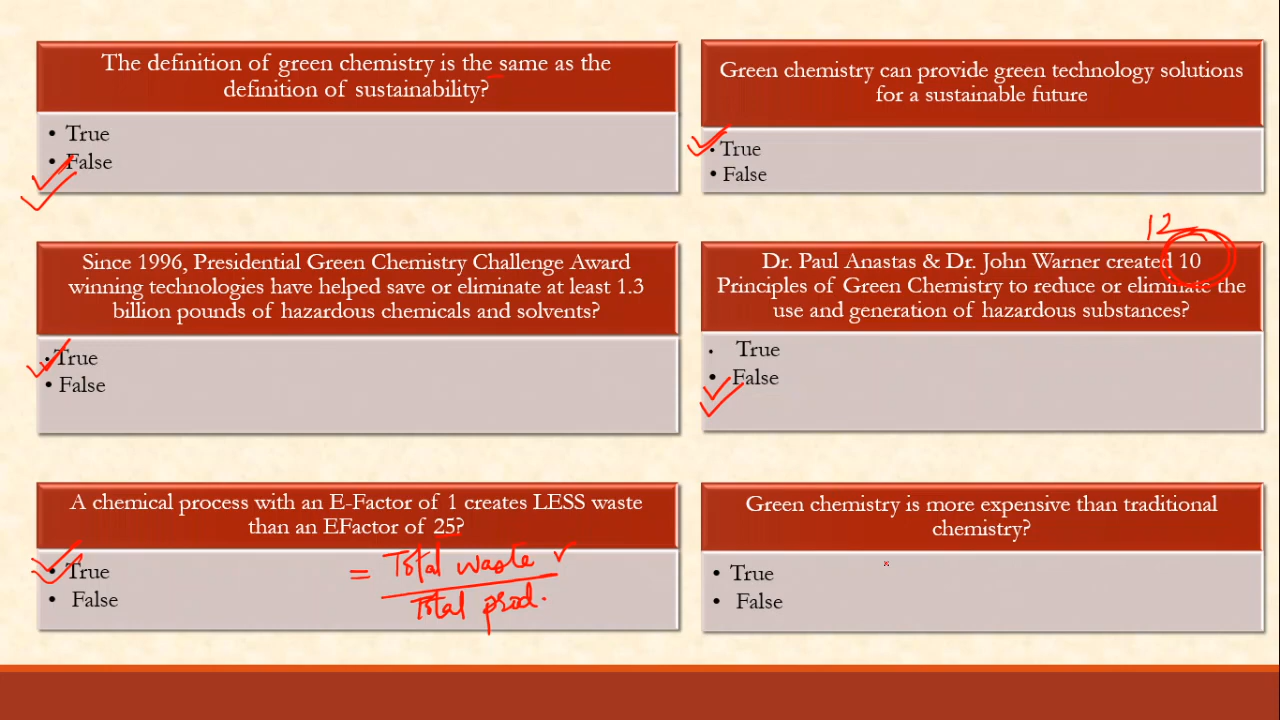 The definition of green chemistry is the same as the
definition of sustainability?
• True
• False
Green chemistry can provide green technology solutions
for a sustainable future
• True
• False
Since 1996, Presidential Green Chemistry Challenge Award
winning technologies have helped save or eliminate at least 1.3
billion pounds of hazardous chemicals and solvents?
• True
• False
12
Dr. Paul Anastas & Dr. John Warner created 10
Principles of Green Chemistry to reduce or eliminate the
use and generation of hazardous substances?
• True
• False
A chemical process with an E-Factor of 1 creates LESS waste
than an EFactor of 25?
• True
• False
= Total waste
Total prod.
Green chemistry is more expensive than traditional
chemistry?
• True
• False